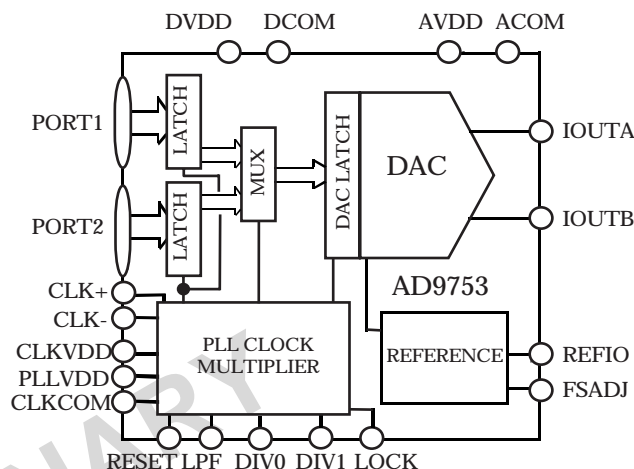 DVDD DCOM AVDD ACOM
PORT1
LATCH
PORT2
LATCH
MUX
DAC LATCH
DAC
IOUTA
IOUTB
AD9753
CLK+
CLK-
CLKVDD
PLLVDD
CLKCOM
PLL CLOCK
MULTIPLIER
REFERENCE
REFIO
FSADJ
RESET LPF DIV0 DIV1 LOCK
NARY